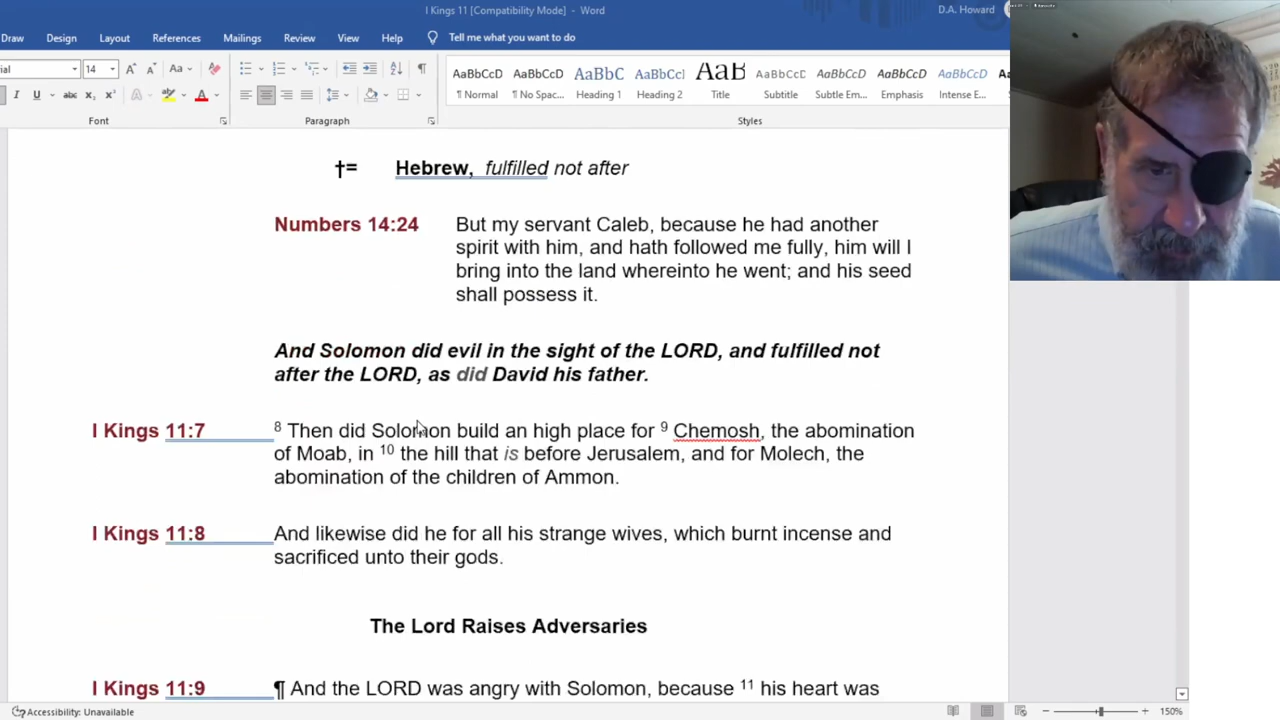 I Kings 11 [Compatibility Mode] - Word
D.A. Howard
Draw Design Layout References Mailings Review View Help Tell me what you want to do
ial 14 Aa
AaBbCcD AaBbCcD AaBbC AaBbCcl AaB AaBbCcD AaBbCcD AaBbCcD AaBbCcD
I U abc x₂ x² A A
¶ Normal ¶ No Spac... Heading 1 Heading 2 Title Subtitle Subtle Em... Emphasis Intense E...
Font Paragraph Styles
†= Hebrew, fulfilled not after
Numbers 14:24 But my servant Caleb, because he had another
spirit with him, and hath followed me fully, him will I
bring into the land whereinto he went; and his seed
shall possess it.
And Solomon did evil in the sight of the LORD, and fulfilled not
after the LORD, as did David his father.
I Kings 11:7 ⁸ Then did Solomon build an high place for ⁹ Chemosh, the abomination
of Moab, in ¹⁰ the hill that is before Jerusalem, and for Molech, the
abomination of the children of Ammon.
I Kings 11:8 And likewise did he for all his strange wives, which burnt incense and
sacrificed unto their gods.
The Lord Raises Adversaries
I Kings 11:9 ¶ And the LORD was angry with Solomon, because ¹¹ his heart was
Accessibility: Unavailable
150%